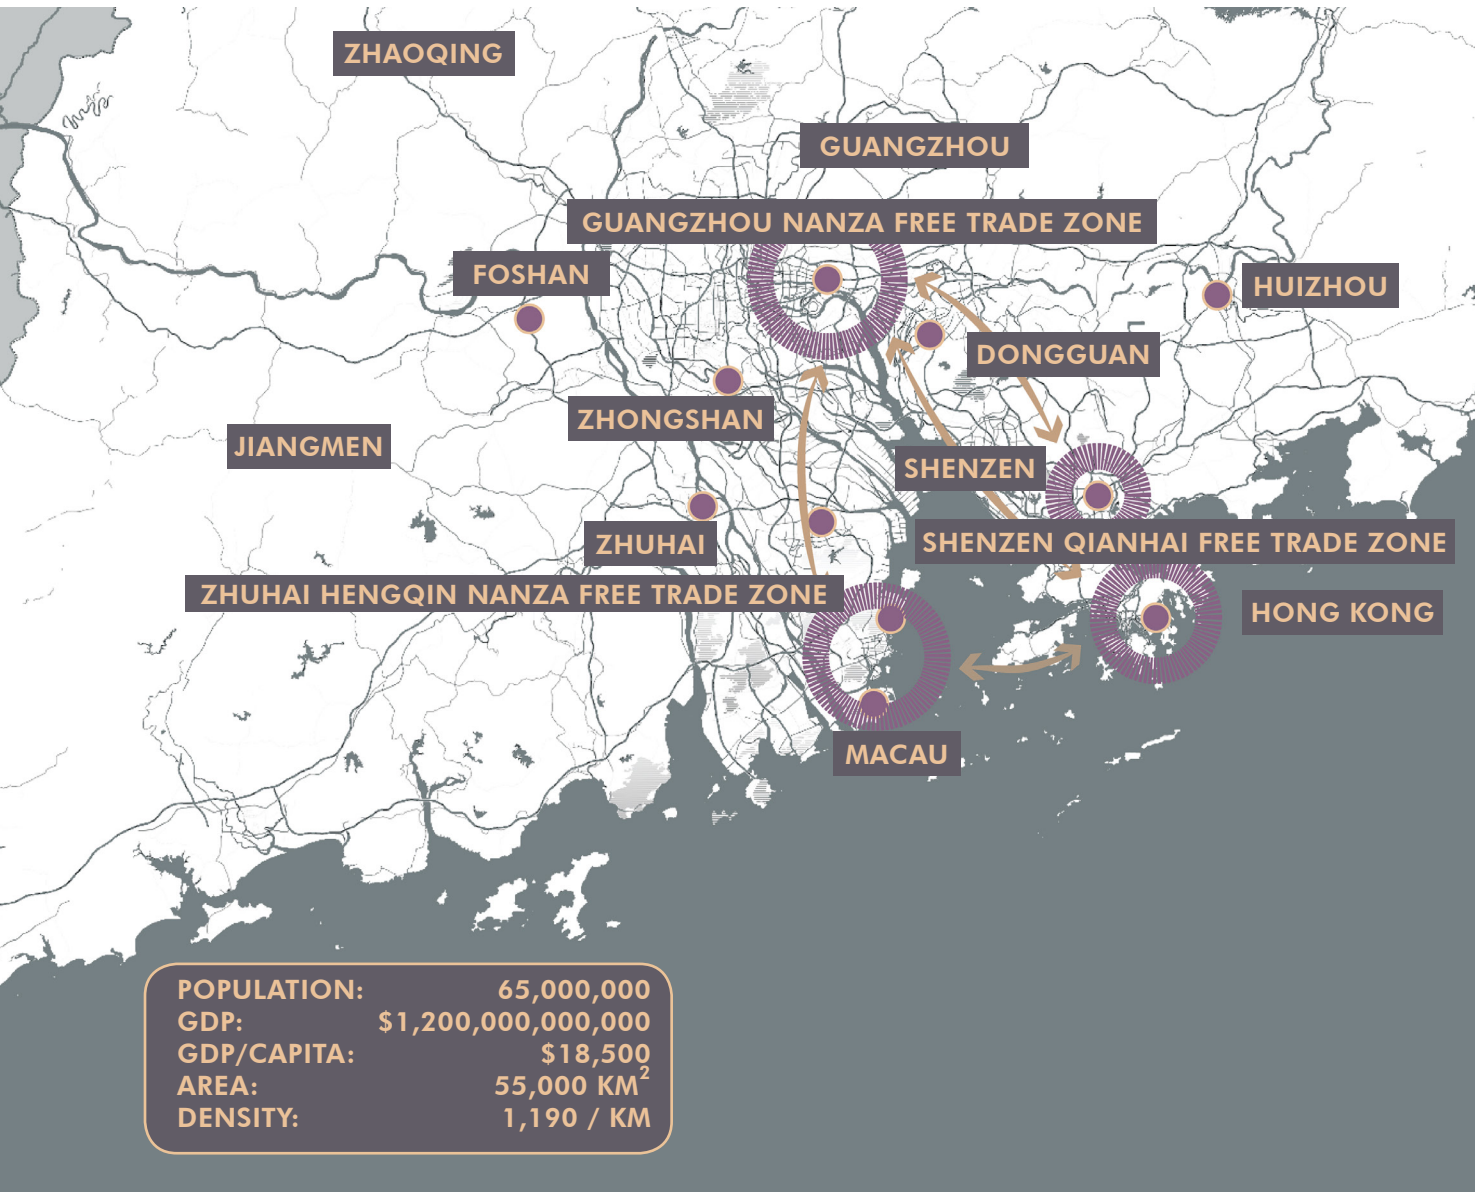 ZHAOQING
GUANGZHOU
GUANGZHOU NANZA FREE TRADE ZONE
FOSHAN
HUIZHOU
DONGGUAN
ZHONGSHAN
JIANGMEN
SHENZEN
ZHUHAI
SHENZEN QIANHAI FREE TRADE ZONE
ZHUHAI HENGQIN NANZA FREE TRADE ZONE
HONG KONG
MACAU
POPULATION: 65,000,000
GDP: $1,200,000,000,000
GDP/CAPITA: $18,500
AREA: 55,000 KM²
DENSITY: 1,190 / KM